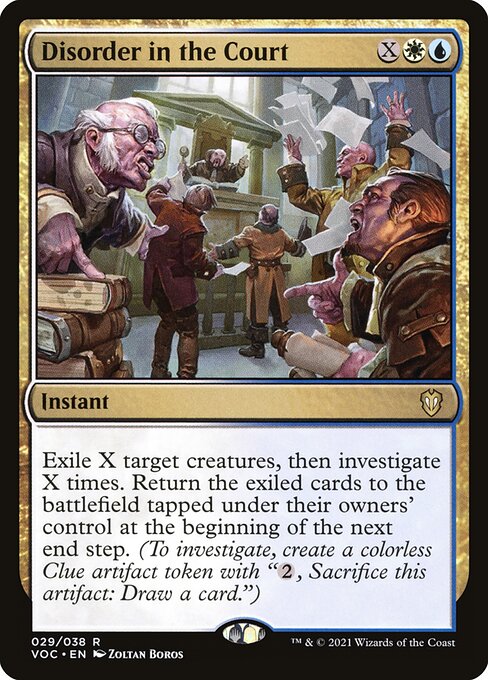 Disorder in the Court X
Instant
Exile X target creatures, then investigate
X times. Return the exiled cards to the
battlefield tapped under their owners’
control at the beginning of the next
end step. (To investigate, create a colorless
Clue artifact token with “2, Sacrifice this
artifact: Draw a card.”)
029/038 R
VOC • EN Zoltan Boros
™ & © 2021 Wizards of the Coast